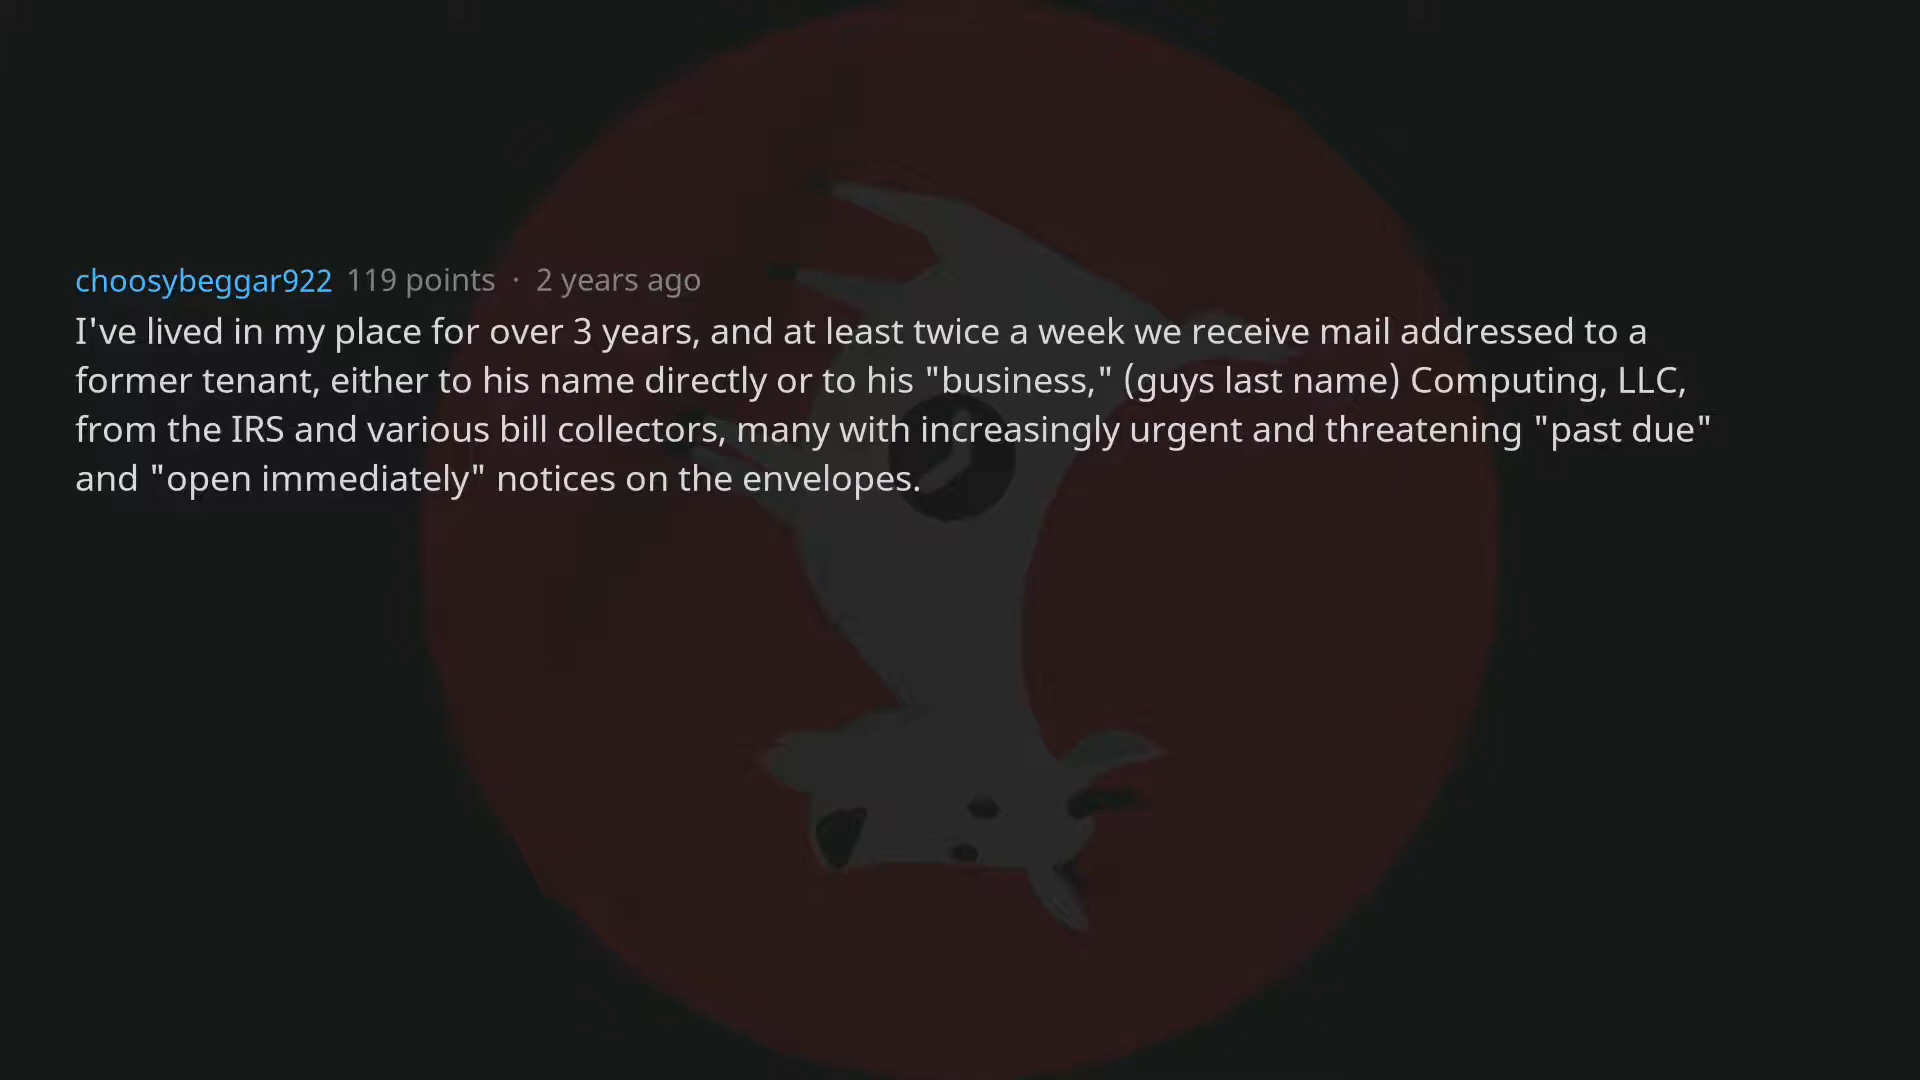 choosybeggar922 119 points · 2 years ago
I've lived in my place for over 3 years, and at least twice a week we receive mail addressed to a
former tenant, either to his name directly or to his "business," (guys last name) Computing, LLC,
from the IRS and various bill collectors, many with increasingly urgent and threatening "past due"
and "open immediately" notices on the envelopes.